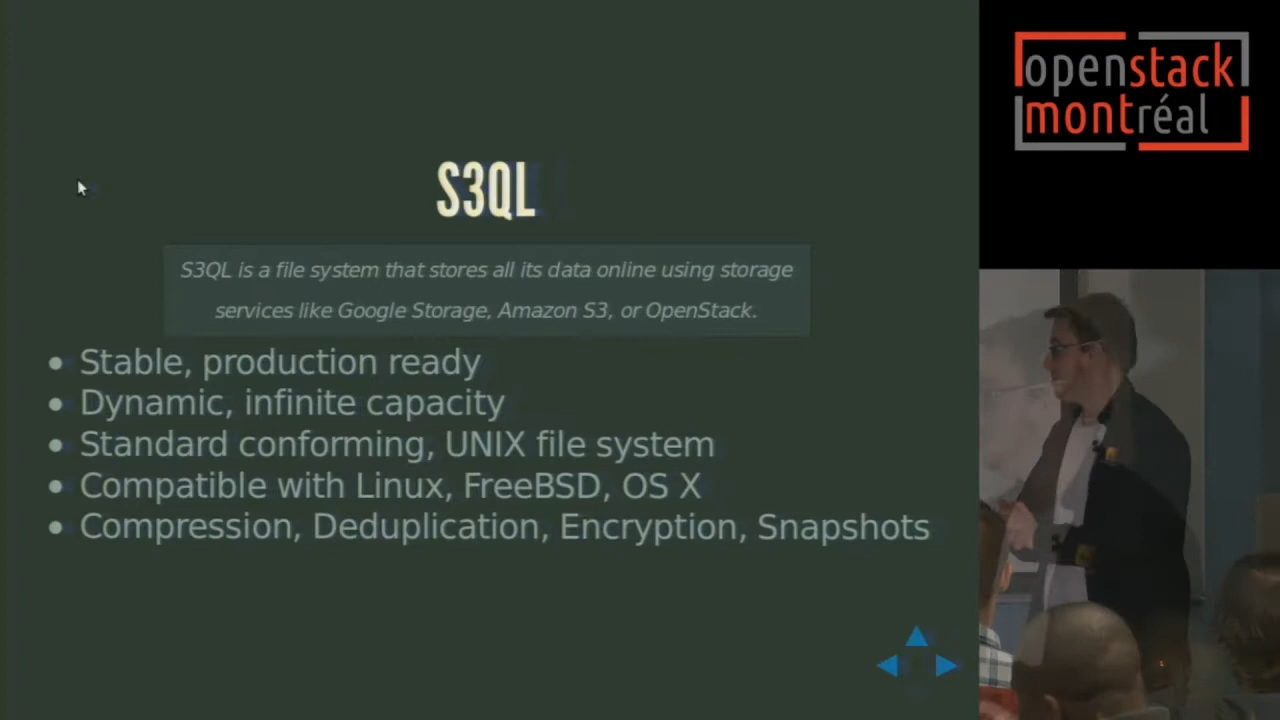 openstack
montréal
S3QL
S3QL is a file system that stores all its data online using storage
services like Google Storage, Amazon S3, or OpenStack.
Stable, production ready
Dynamic, infinite capacity
Standard conforming, UNIX file system
Compatible with Linux, FreeBSD, OS X
Compression, Deduplication, Encryption, Snapshots